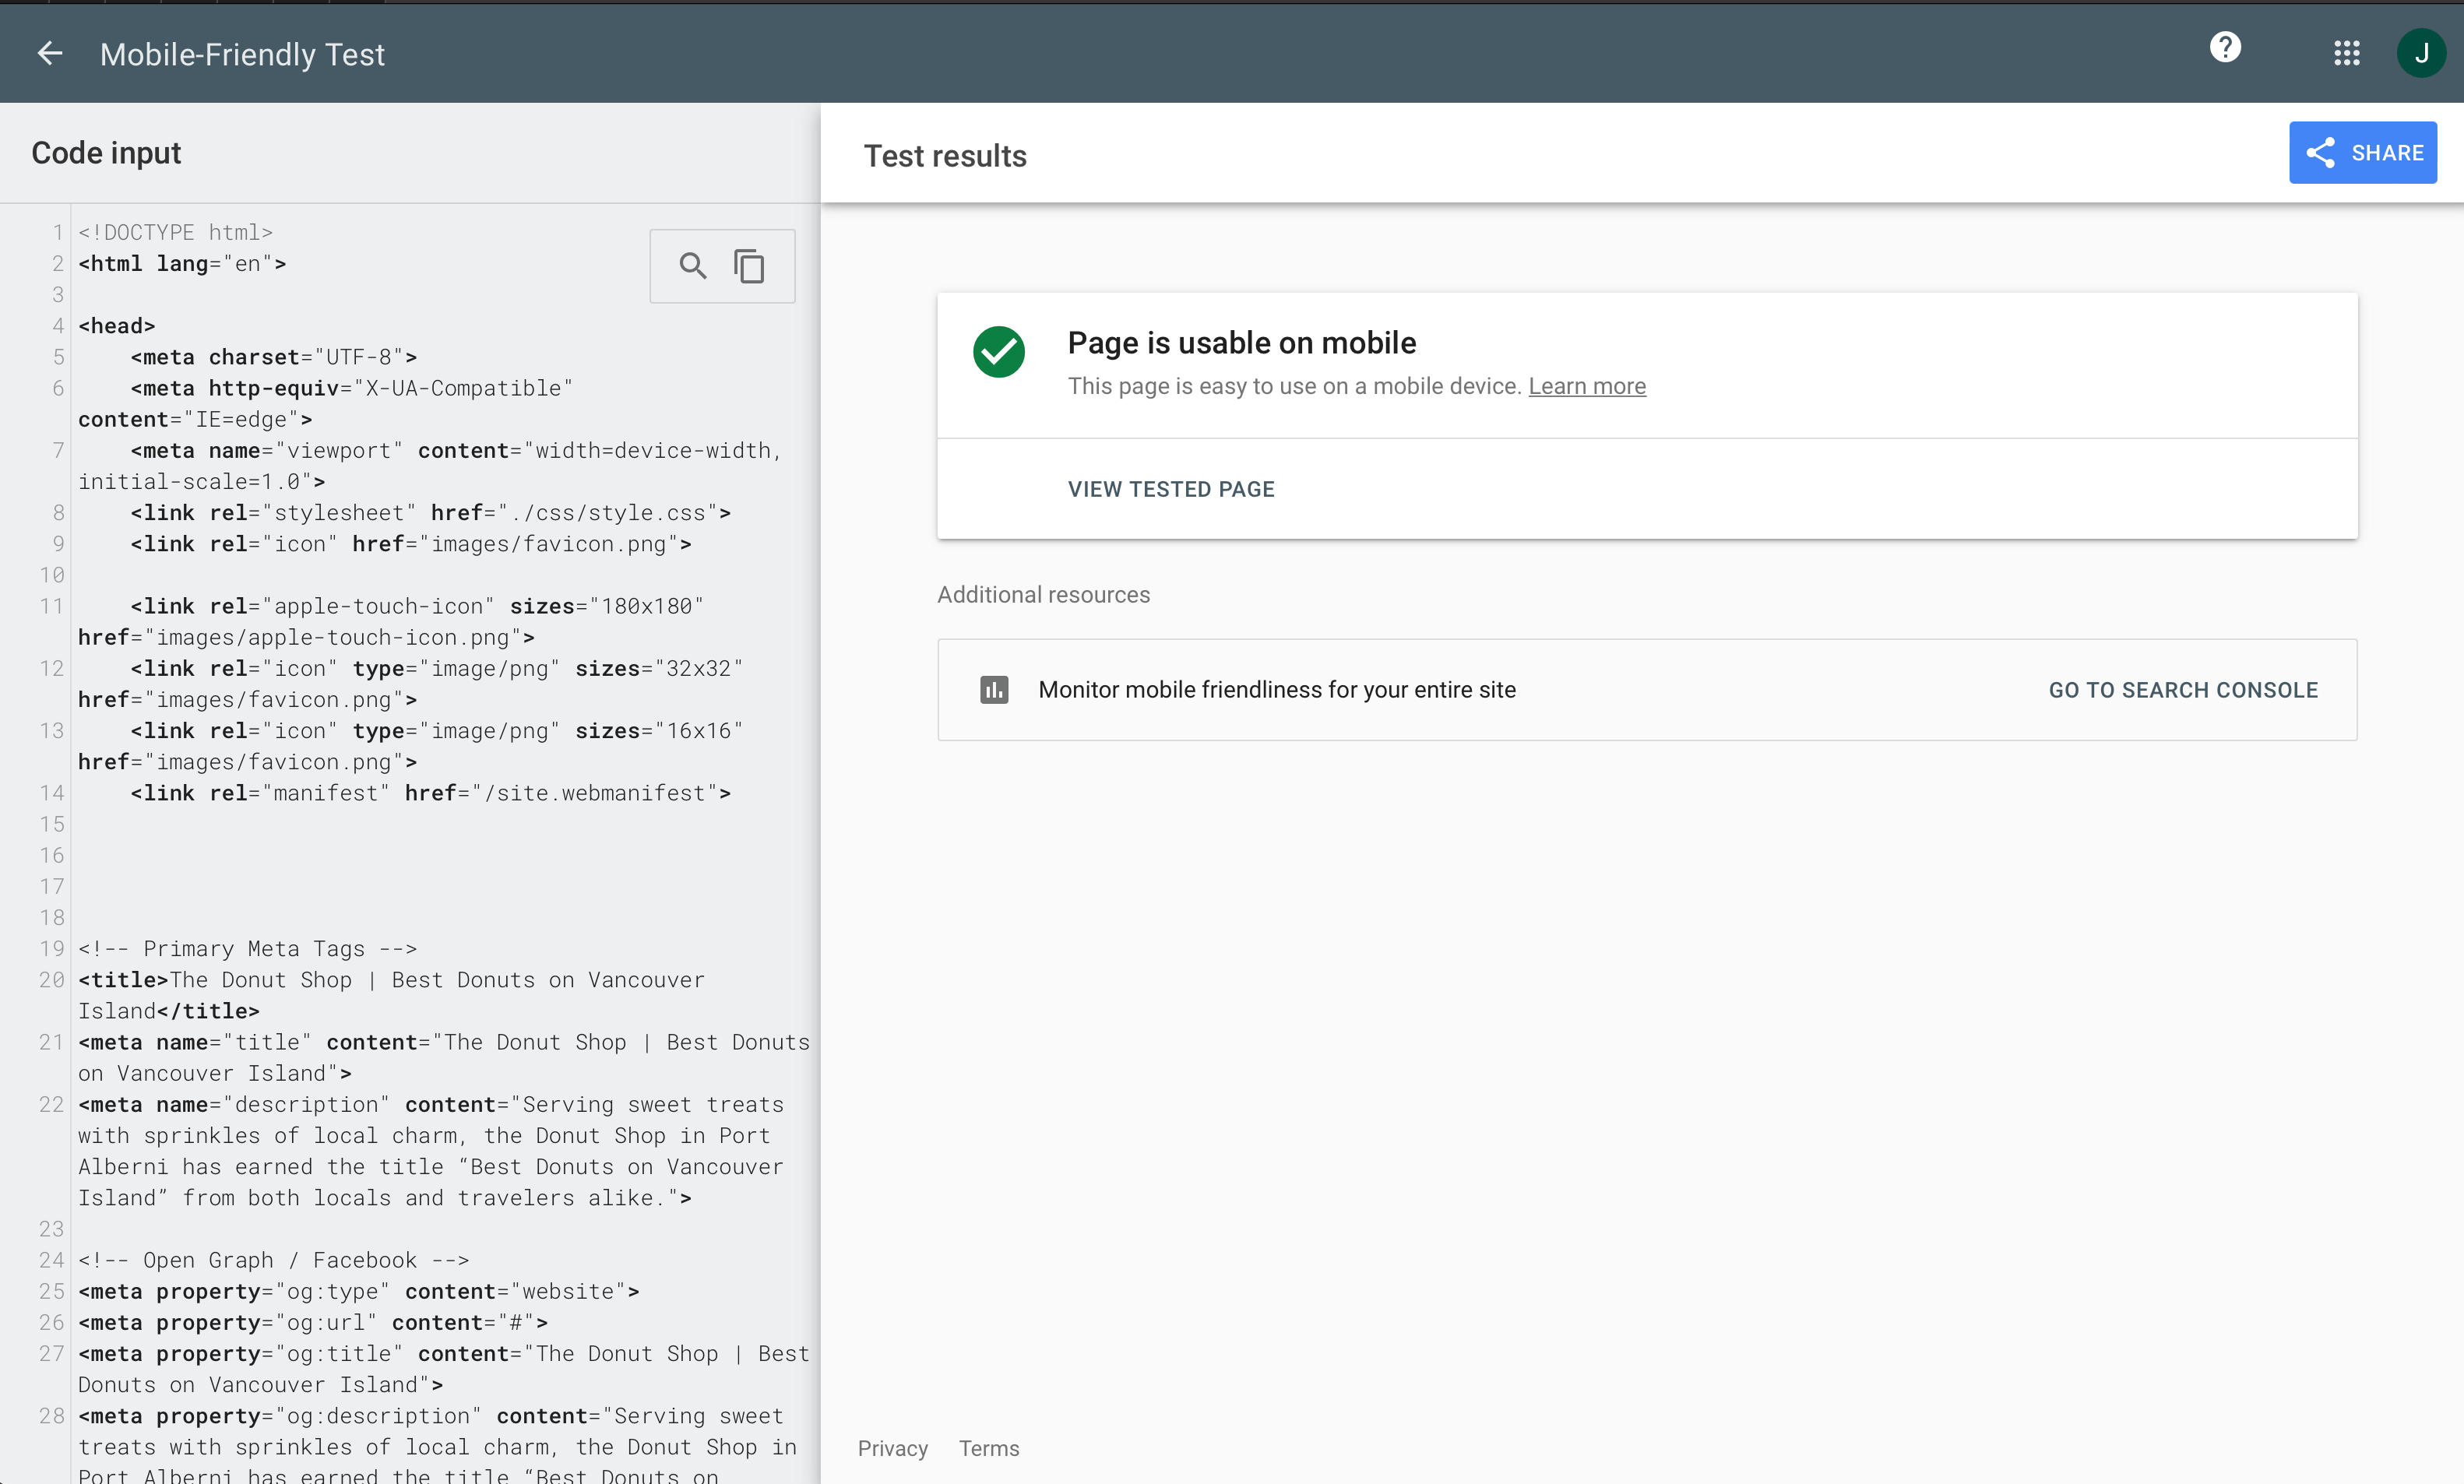 Mobile-Friendly Test
J
Code input
1 <!DOCTYPE html>
2 <html lang="en">
3
4 <head>
5     <meta charset="UTF-8">
6     <meta http-equiv="X-UA-Compatible"
content="IE=edge">
7     <meta name="viewport" content="width=device-width,
initial-scale=1.0">
8     <link rel="stylesheet" href="./css/style.css">
9     <link rel="icon" href="images/favicon.png">
10
11     <link rel="apple-touch-icon" sizes="180x180"
href="images/apple-touch-icon.png">
12     <link rel="icon" type="image/png" sizes="32x32"
href="images/favicon.png">
13     <link rel="icon" type="image/png" sizes="16x16"
href="images/favicon.png">
14     <link rel="manifest" href="/site.webmanifest">
15
16
17
18
19 <!-- Primary Meta Tags -->
20 <title>The Donut Shop | Best Donuts on Vancouver
Island</title>
21 <meta name="title" content="The Donut Shop | Best Donuts
on Vancouver Island">
22 <meta name="description" content="Serving sweet treats
with sprinkles of local charm, the Donut Shop in Port
Alberni has earned the title “Best Donuts on Vancouver
Island” from both locals and travelers alike.">
23
24 <!-- Open Graph / Facebook -->
25 <meta property="og:type" content="website">
26 <meta property="og:url" content="#">
27 <meta property="og:title" content="The Donut Shop | Best
Donuts on Vancouver Island">
28 <meta property="og:description" content="Serving sweet
treats with sprinkles of local charm, the Donut Shop in
Port Alberni has earned the title “Best Donuts on
Test results
SHARE
Page is usable on mobile
This page is easy to use on a mobile device. Learn more
VIEW TESTED PAGE
Additional resources
Monitor mobile friendliness for your entire site
GO TO SEARCH CONSOLE
Privacy Terms